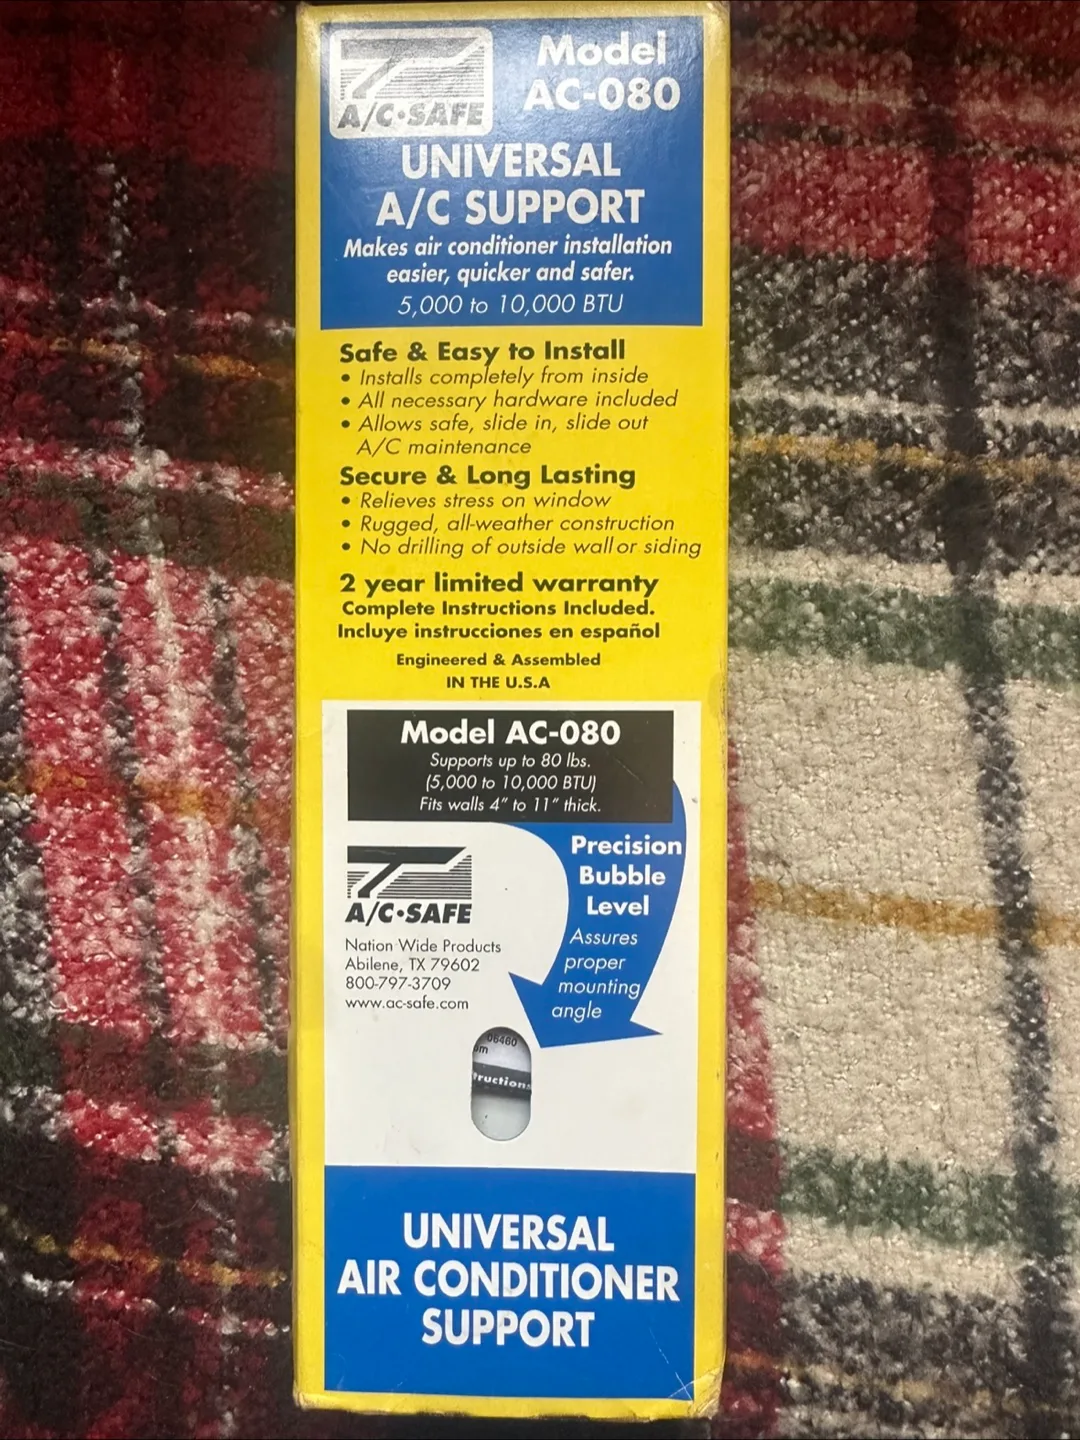 A/C•SAFE
Model
AC-080
UNIVERSAL
A/C SUPPORT
Makes air conditioner installation
easier, quicker and safer.
5,000 to 10,000 BTU
Safe & Easy to Install
• Installs completely from inside
• All necessary hardware included
• Allows safe, slide in, slide out
A/C maintenance
Secure & Long Lasting
• Relieves stress on window
• Rugged, all-weather construction
• No drilling of outside wall or siding
2 year limited warranty
Complete Instructions Included.
Incluye instrucciones en español
Engineered & Assembled
IN THE U.S.A
Model AC-080
Supports up to 80 lbs.
(5,000 to 10,000 BTU)
Fits walls 4" to 11" thick.
Precision
Bubble
Level
Assures
proper
mounting
angle
A/C•SAFE
Nation Wide Products
Abilene, TX 79602
800-797-3709
www.ac-safe.com
06460
om
tructions
UNIVERSAL
AIR CONDITIONER
SUPPORT